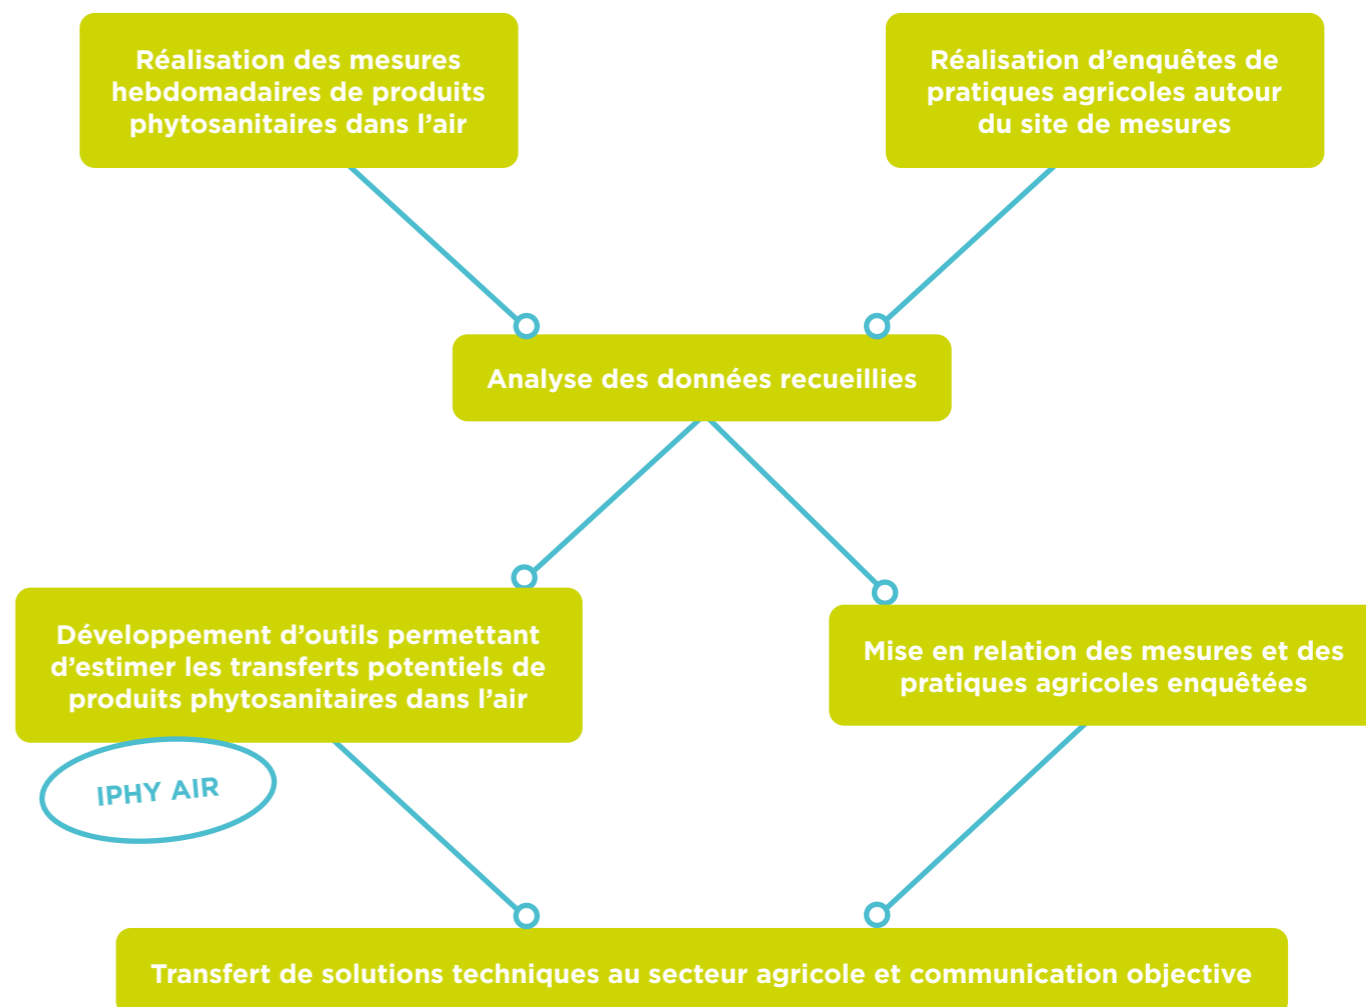 Réalisation des mesures
hebdomadaires de produits
phytosanitaires dans l’air
Réalisation d’enquêtes de
pratiques agricoles autour
du site de mesures
Analyse des données recueillies
Développement d’outils permettant
d’estimer les transferts potentiels de
produits phytosanitaires dans l’air
Mise en relation des mesures et des
pratiques agricoles enquêtées
IPHY AIR
Transfert de solutions techniques au secteur agricole et communication objective